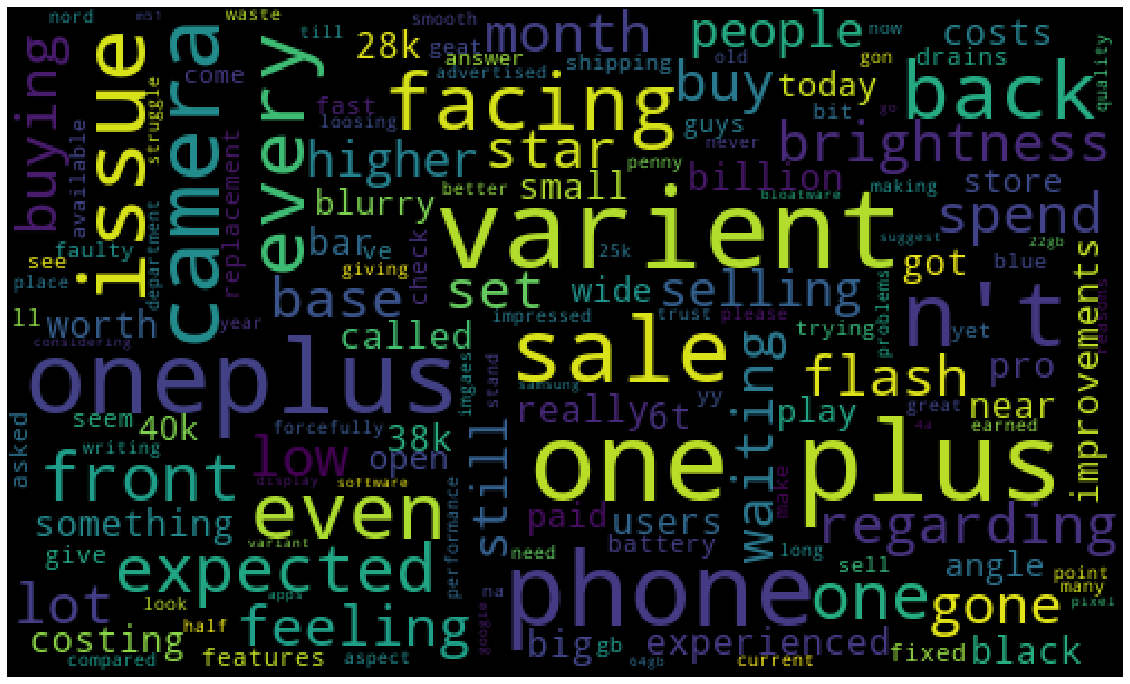 nord
m51
waste
smooth
month
people
now
costs
till
28k
geat
answer
shipping
old
gon
drains
quality
buying
issue
camera
every
come
struggle
available
advertised
fast
loosing
facing
buy
today
back
bit
guys
never
go
brightness
replacement
higher
star
penny
billion
making
store
better
small
bloatware
blurry
varient
spend
bar
ve
check
giving
faulty
see
place
department
25k
suggest
22gb
got
blue
improvements
ll
worth
year
base
set
wide
selling
impressed
trust
please
problems
n't
yet
reasons
considering
called
trying
oneplus
imgaes
stand
sale
samsung
waiting
flash
pro
seem
40k
forcefully
38k
really
6t
yy
play
great
near
4a
earned
asked
writing
front
low
open
display
software
still
one plus
make
something
even
variant
performance
paid
users
regarding
give
expected
need
battery
long
sell
angle
point
many
pixel
lot
look
apps
na
phone
one
gone
costing
half
feeling
google
big
gb
experienced
fixed
black
compared
features
aspect
64gb
current